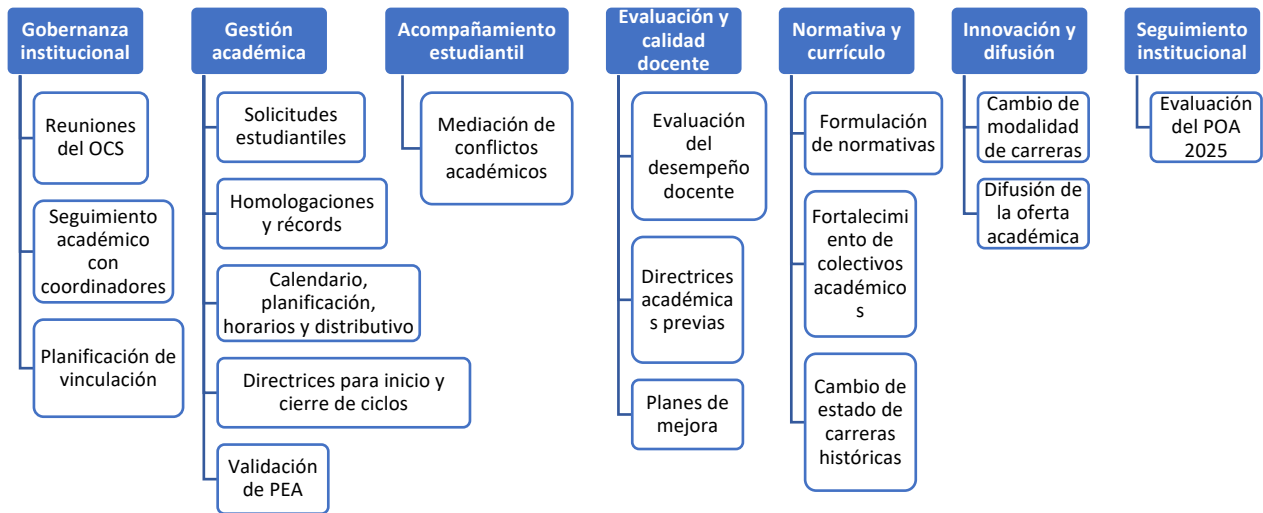 Gobernanza
institucional
Reuniones
del OCS
Seguimiento
académico
con
coordinadores
Planificación de
vinculación
Gestión
académica
Solicitudes
estudiantiles
Homologaciones
y récords
Calendario,
planificación,
horarios y distributivo
Directrices para inicio y
cierre de ciclos
Validación
de PEA
Acompañamiento
estudiantil
Mediación de
conflictos
académicos
Evaluación y
calidad
docente
Evaluación
del
desempeño
docente
Directrices
académica
s previas
Planes de
mejora
Normativa y
currículo
Formulación
de normativas
Fortalecimi
ento de
colectivos
académico
s
Cambio de
estado de
carreras
históricas
Innovación y
difusión
Cambio de
modalidad
de carreras
Difusión de
la oferta
académica
Seguimiento
institucional
Evaluación
del POA
2025